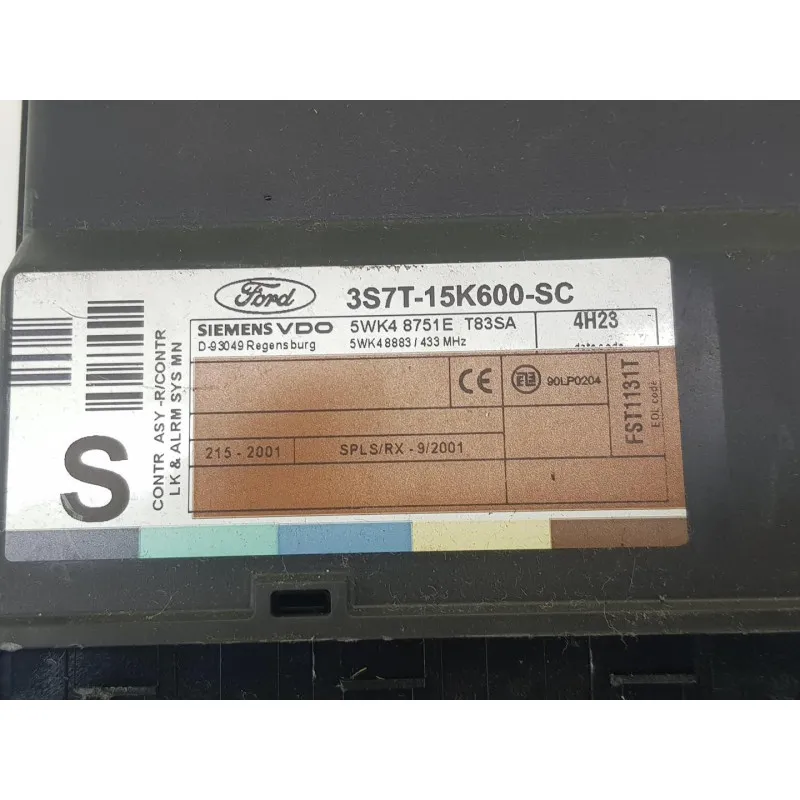 Ford
3S7T-15K600-SC
SIEMENS VDO
D-93049 Regensburg
5WK4 8751E T83SA
5WK4 8883 / 433 MHz
4H23
CE
90LP0204
FST1131T
EOL code
215 - 2001
SPLS/RX - 9/2001
S
CONTR ASY -R/CONTR
LK & ALRM SYS MN